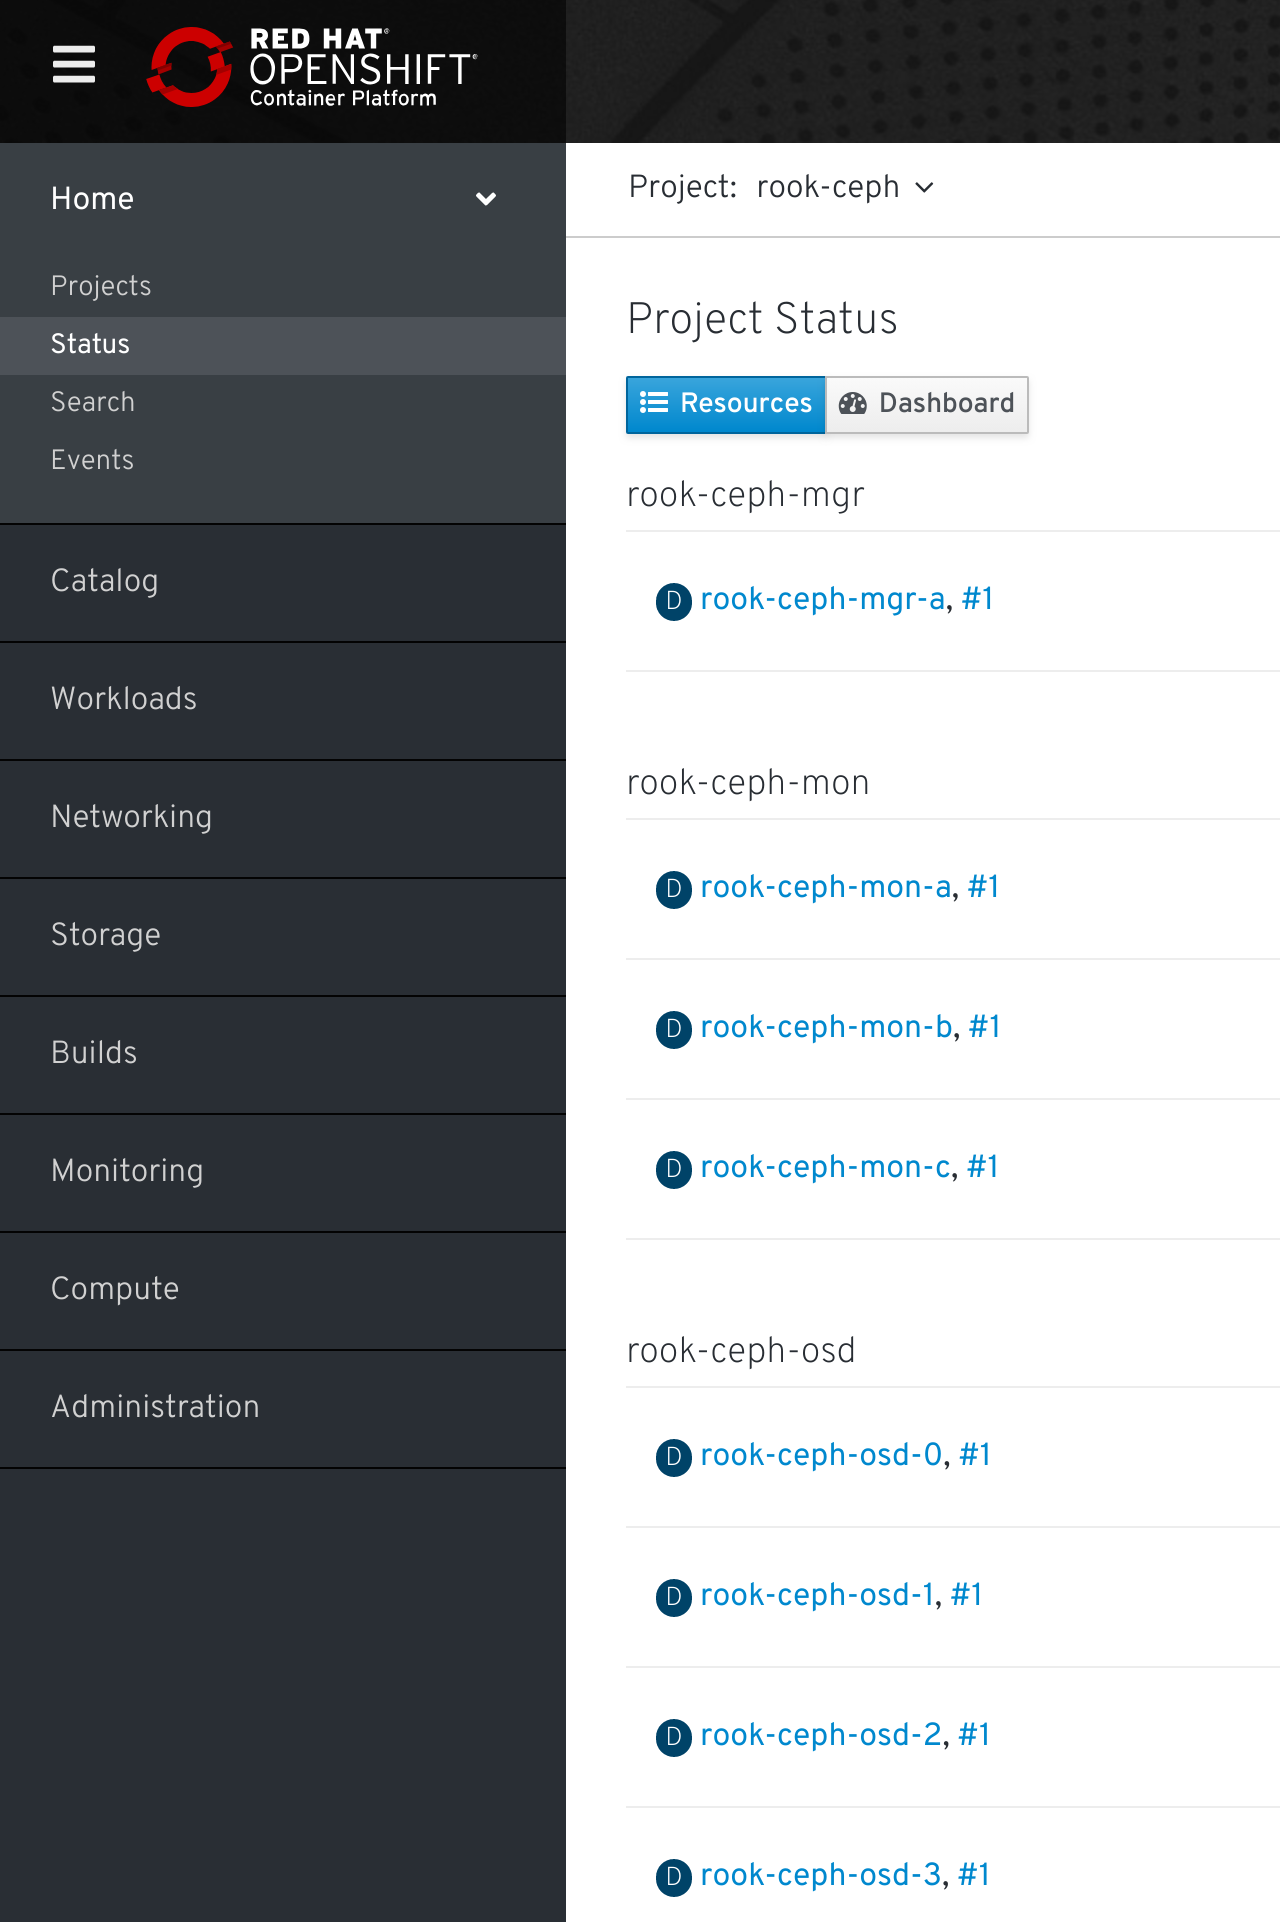 RED HAT®
OPENSHIFT®
Container Platform
Home
Projects
Status
Search
Events
Catalog
Workloads
Networking
Storage
Builds
Monitoring
Compute
Administration
Project: rook-ceph
Project Status
Resources Dashboard
rook-ceph-mgr
D rook-ceph-mgr-a, #1
rook-ceph-mon
D rook-ceph-mon-a, #1
D rook-ceph-mon-b, #1
D rook-ceph-mon-c, #1
rook-ceph-osd
D rook-ceph-osd-0, #1
D rook-ceph-osd-1, #1
D rook-ceph-osd-2, #1
D rook-ceph-osd-3, #1